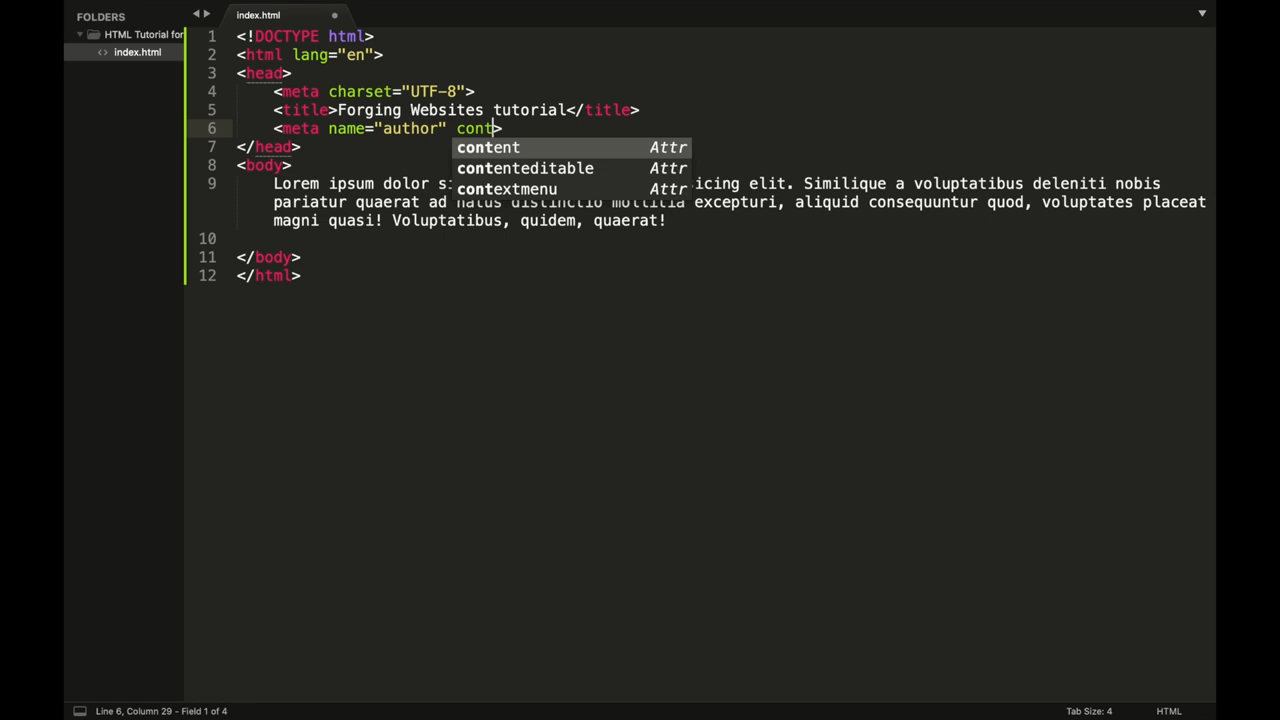 FOLDERS
HTML Tutorial for
index.html
index.html
1 <!DOCTYPE html>
2 <html lang="en">
3 <head>
4 <meta charset="UTF-8">
5 <title>Forging Websites tutorial</title>
6 <meta name="author" cont>
content Attr
contenteditable Attr
contextmenu Attr
7 </head>
8 <body>
9 Lorem ipsum dolor si icing elit. Similique a voluptatibus deleniti nobis
pariatur quaerat ad natus distinctio mollitia excepturi, aliquid consequuntur quod, voluptates placeat
magni quasi! Voluptatibus, quidem, quaerat!
10
11 </body>
12 </html>
Line 6, Column 29 - Field 1 of 4
Tab Size: 4
HTML